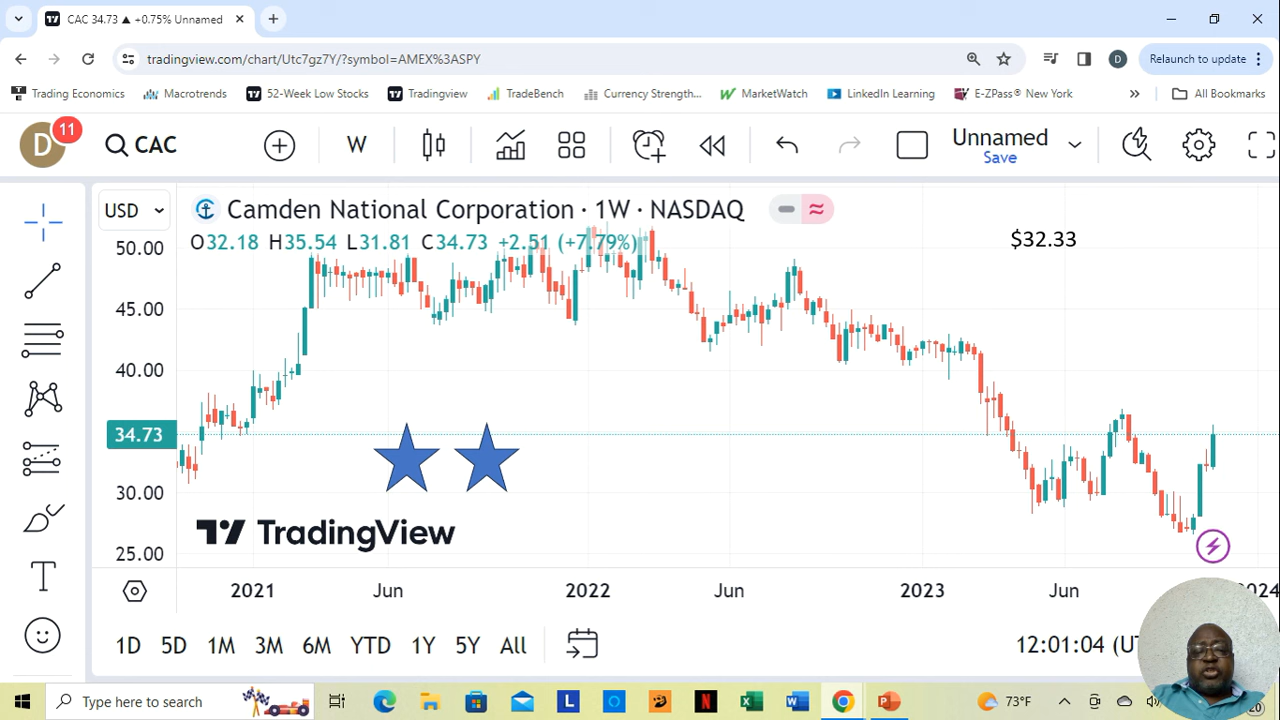 CAC 34.73 ▲ +0.75% Unnamed
tradingview.com/chart/Utc7gz7Y/?symbol=AMEX%3ASPY
D
Relaunch to update
Trading Economics
Macrotrends
52-Week Low Stocks
Tradingview
TradeBench
Currency Strength...
MarketWatch
LinkedIn Learning
E-ZPass® New York
All Bookmarks
D
11
CAC
W
Unnamed
Save
USD
Camden National Corporation · 1W · NASDAQ
O32.18 H35.54 L31.81 C34.73 +2.51 (+7.79%)
$32.33
50.00
45.00
40.00
34.73
30.00
25.00
TradingView
2021
Jun
2022
Jun
2023
Jun
1D 5D 1M 3M 6M YTD 1Y 5Y All
12:01:04 (UT
Type here to search
73°F